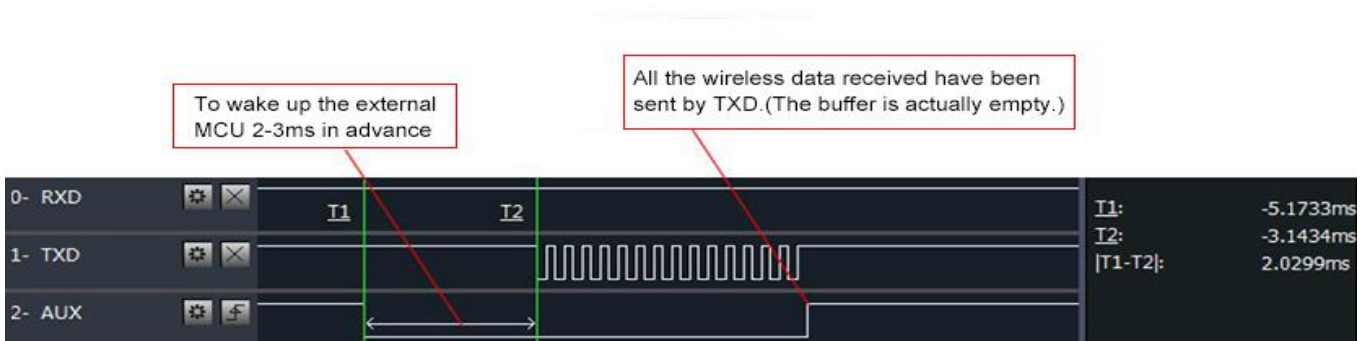 To wake up the external
MCU 2-3ms in advance
All the wireless data received have been
sent by TXD.(The buffer is actually empty.)
0- RXD
T1
T2
1- TXD
2- AUX
T1: -5.1733ms
T2: -3.1434ms
|T1-T2|: 2.0299ms